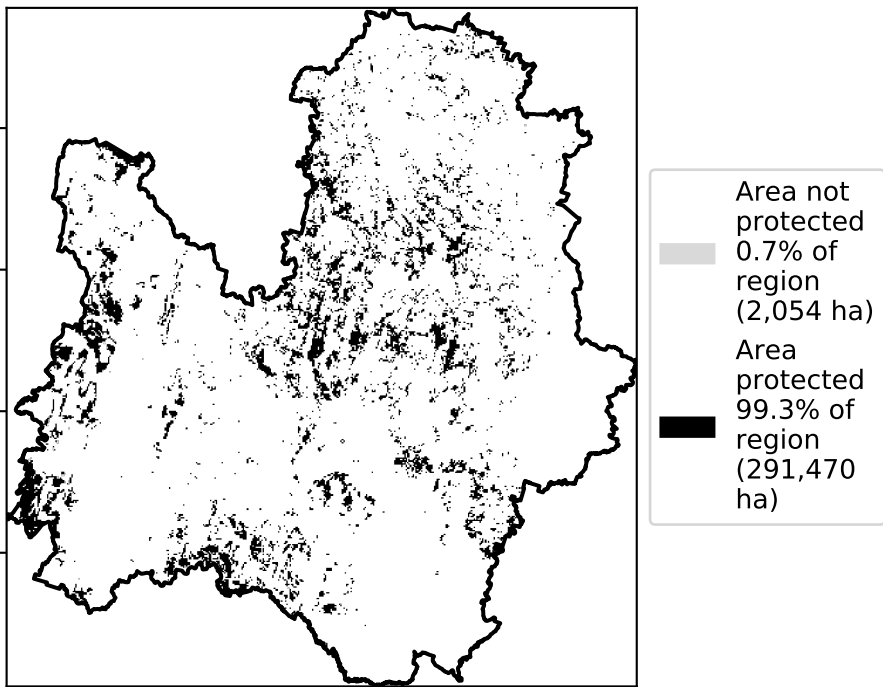 Area not
protected
0.7% of
region
(2,054 ha)
Area
protected
99.3% of
region
(291,470
ha)